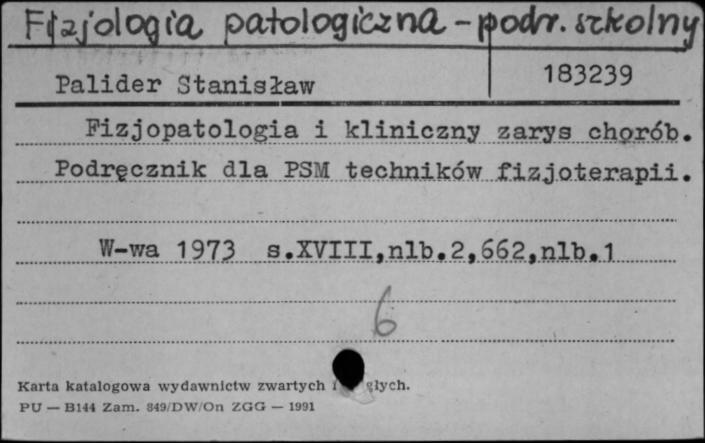 Fizjologia patologiczna - podr. szkolny
Palider Stanisław 183239
Fizjopatologia i kliniczny zarys chorób.
Podręcznik dla PSM techników fizjoterapii.
W-wa 1973 s.XVIII,nlb.2,662,nlb.1
6
Karta katalogowa wydawnictw zwartych i głych.
PU — B144 Zam. 849/DW/On ZGG — 1991